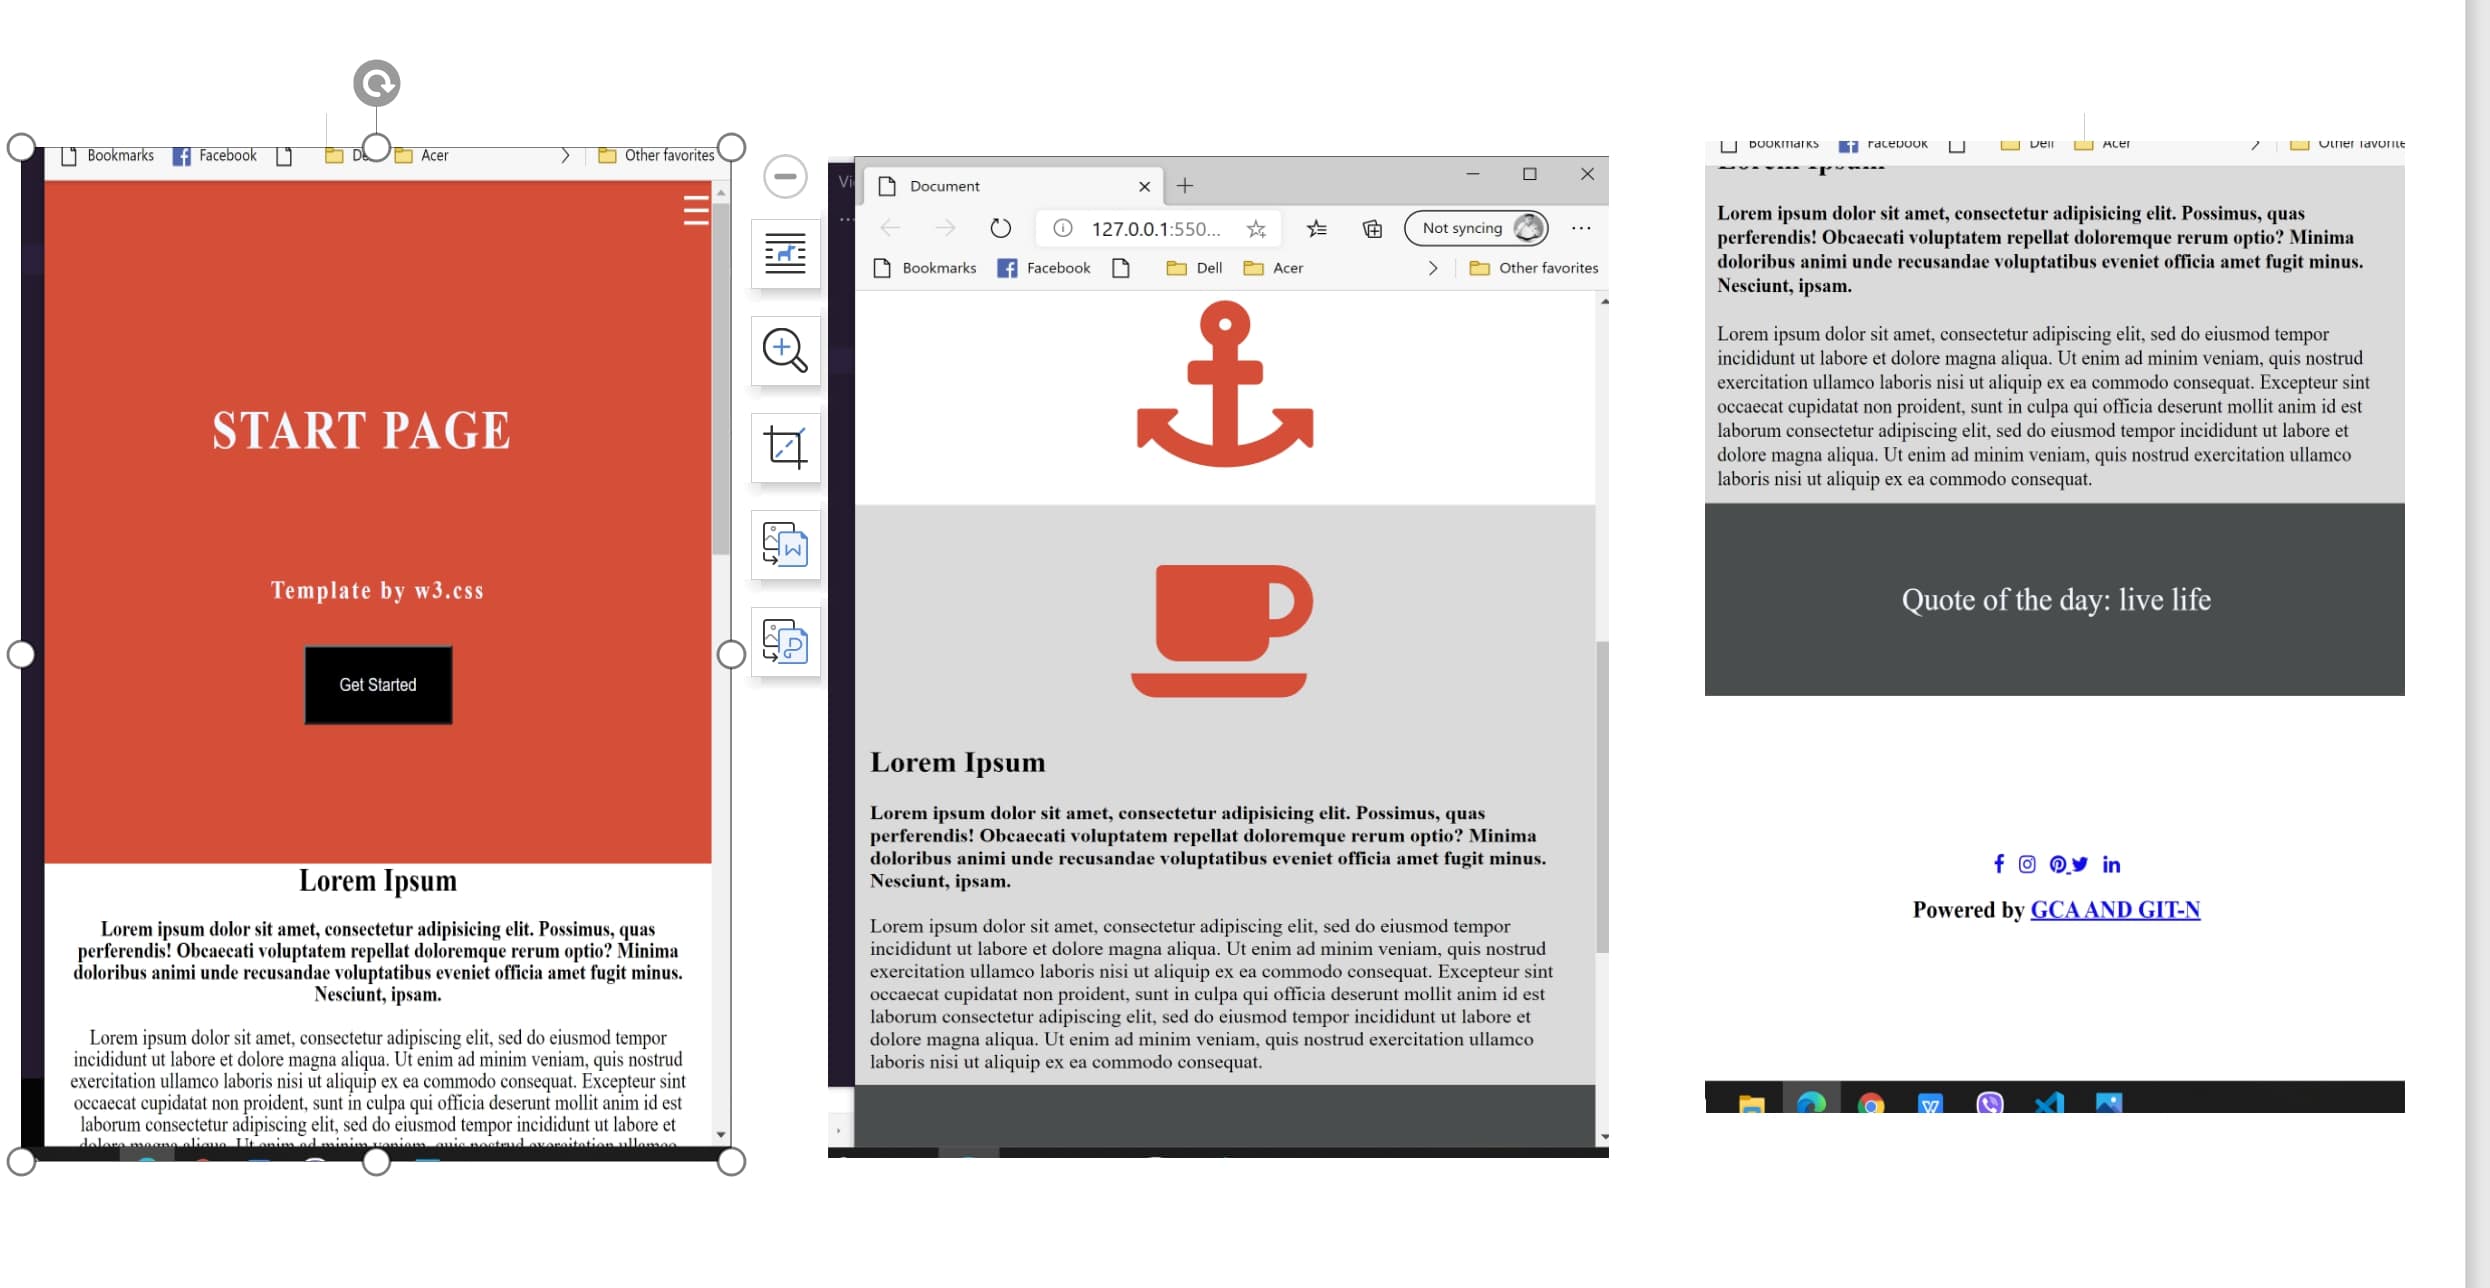 Bookmarks
Facebook
Acer
Other favorites
START PAGE
Template by w3.css
Get Started
Lorem Ipsum
Lorem ipsum dolor sit amet, consectetur adipisicing elit. Possimus, quas
perferendis! Obcaecati voluptatem repellat doloremque rerum optio? Minima
doloribus animi unde recusandae voluptatibus eveniet officia amet fugit minus.
Nesciunt, ipsam.
Lorem ipsum dolor sit amet, consectetur adipiscing elit, sed do eiusmod tempor
incididunt ut labore et dolore magna aliqua. Ut enim ad minim veniam, quis nostrud
exercitation ullamco laboris nisi ut aliquip ex ea commodo consequat. Excepteur sint
occaecat cupidatat non proident, sunt in culpa qui officia deserunt mollit anim id est
laborum consectetur adipiscing elit, sed do eiusmod tempor incididunt ut labore et
dolore magna aliqua. Ut enim ad minim veniam, quis nostrud exercitation ullamco
Document
127.0.0.1:550...
Not syncing
Bookmarks
Facebook
Dell
Acer
Other favorites
Lorem Ipsum
Lorem ipsum dolor sit amet, consectetur adipisicing elit. Possimus, quas
perferendis! Obcaecati voluptatem repellat doloremque rerum optio? Minima
doloribus animi unde recusandae voluptatibus eveniet officia amet fugit minus.
Nesciunt, ipsam.
Lorem ipsum dolor sit amet, consectetur adipiscing elit, sed do eiusmod tempor
incididunt ut labore et dolore magna aliqua. Ut enim ad minim veniam, quis nostrud
exercitation ullamco laboris nisi ut aliquip ex ea commodo consequat. Excepteur sint
occaecat cupidatat non proident, sunt in culpa qui officia deserunt mollit anim id est
laborum consectetur adipiscing elit, sed do eiusmod tempor incididunt ut labore et
dolore magna aliqua. Ut enim ad minim veniam, quis nostrud exercitation ullamco
laboris nisi ut aliquip ex ea commodo consequat.
Bookmarks
Facebook
Dell
Acer
Other favorite
Lorem Ipsum
Lorem ipsum dolor sit amet, consectetur adipisicing elit. Possimus, quas
perferendis! Obcaecati voluptatem repellat doloremque rerum optio? Minima
doloribus animi unde recusandae voluptatibus eveniet officia amet fugit minus.
Nesciunt, ipsam.
Lorem ipsum dolor sit amet, consectetur adipiscing elit, sed do eiusmod tempor
incididunt ut labore et dolore magna aliqua. Ut enim ad minim veniam, quis nostrud
exercitation ullamco laboris nisi ut aliquip ex ea commodo consequat. Excepteur sint
occaecat cupidatat non proident, sunt in culpa qui officia deserunt mollit anim id est
laborum consectetur adipiscing elit, sed do eiusmod tempor incididunt ut labore et
dolore magna aliqua. Ut enim ad minim veniam, quis nostrud exercitation ullamco
laboris nisi ut aliquip ex ea commodo consequat.
Quote of the day: live life
Powered by GCA AND GIT-N